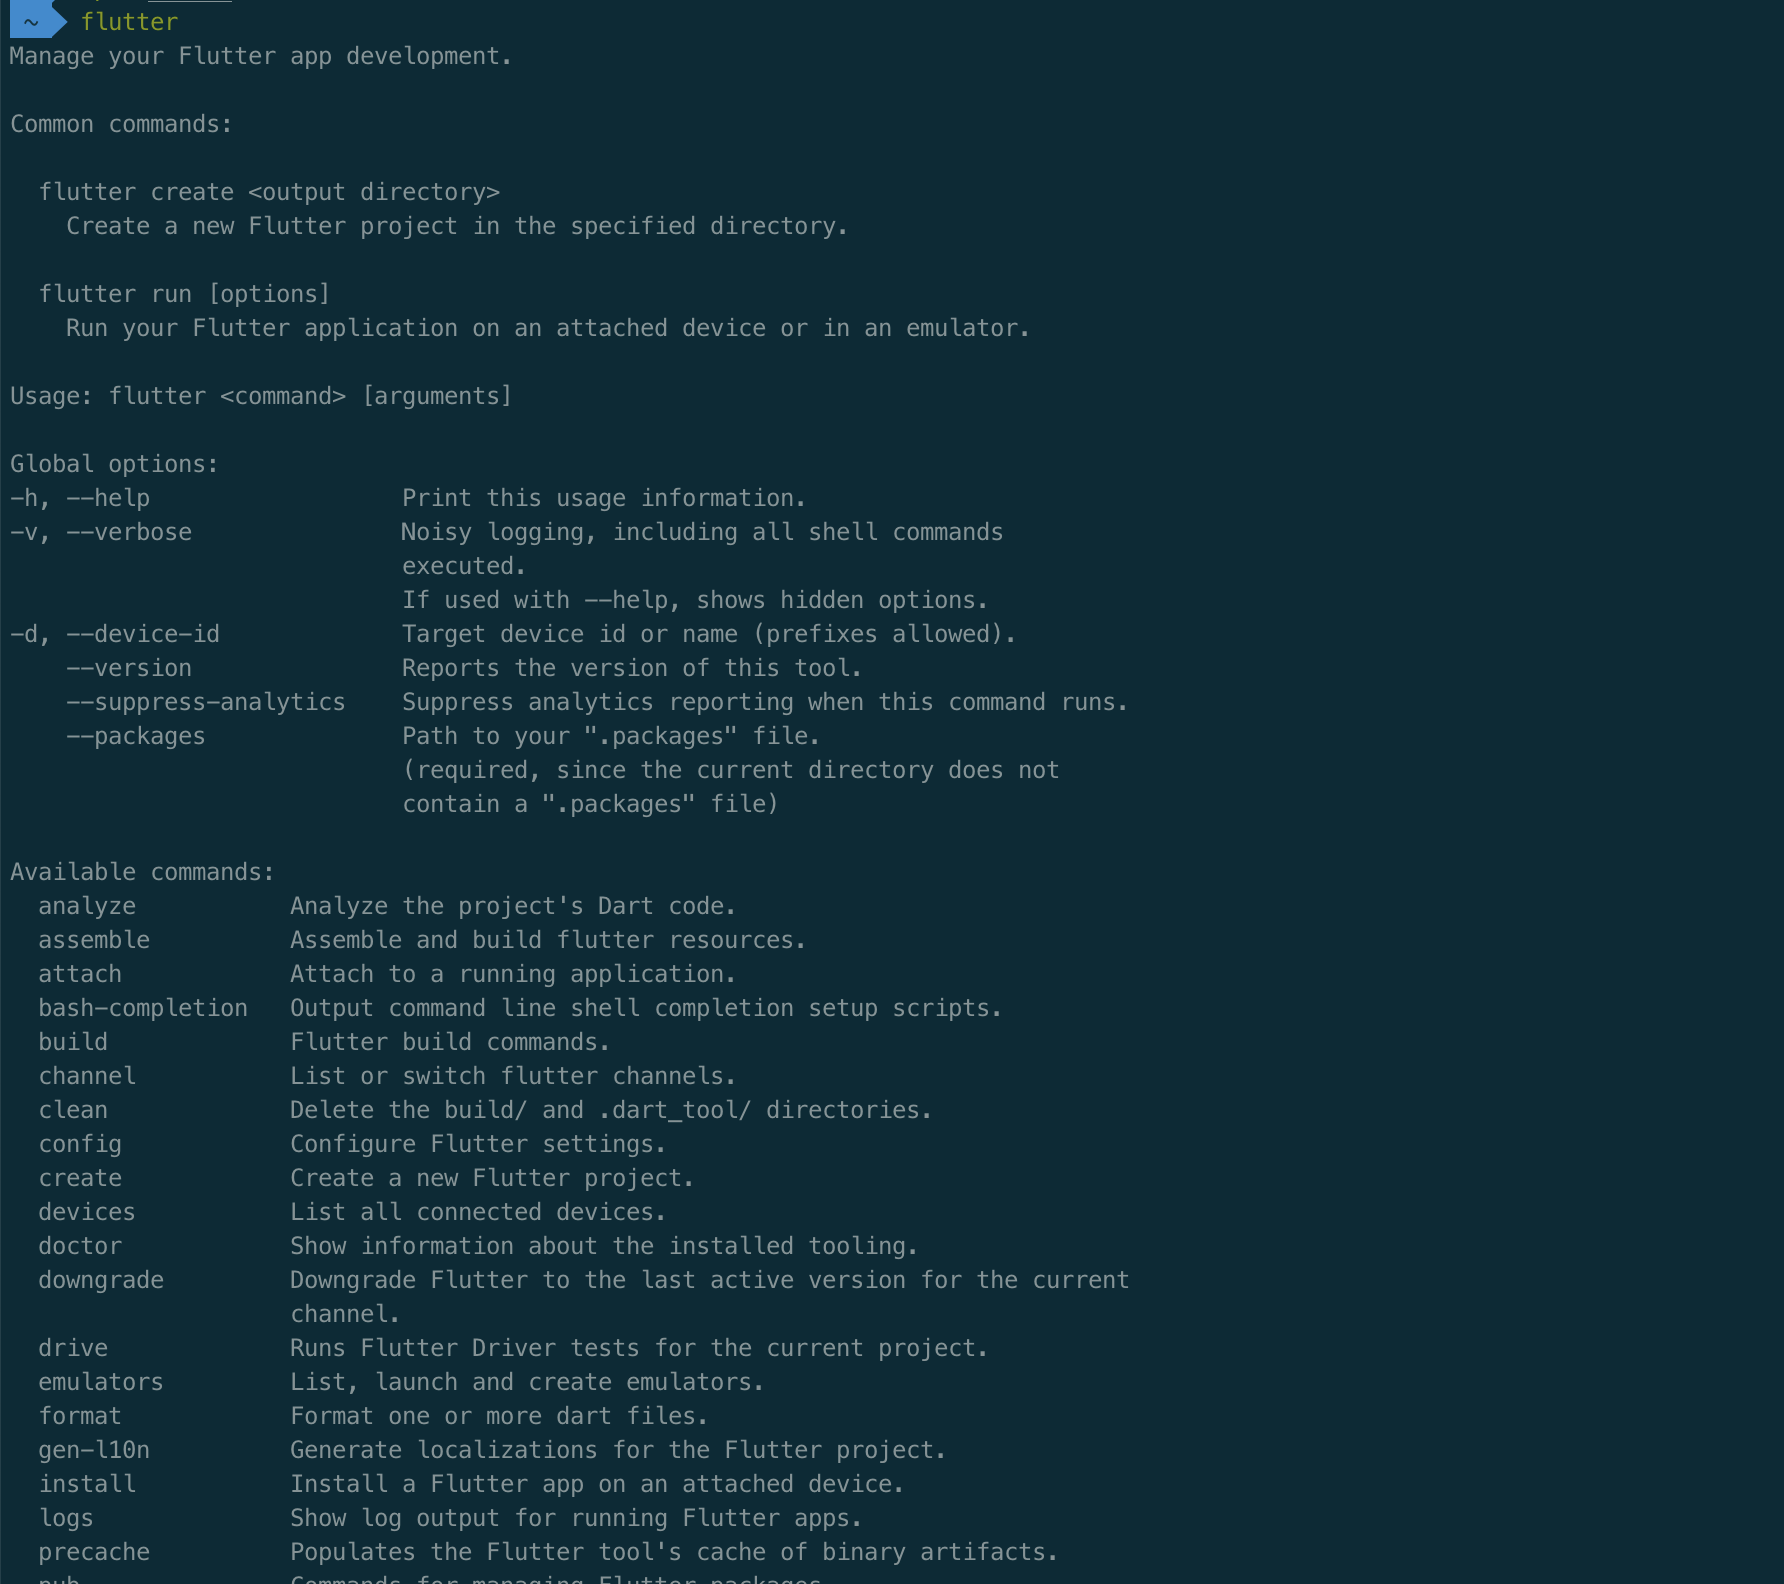 ~ flutter
Manage your Flutter app development.
Common commands:
flutter create <output directory>
Create a new Flutter project in the specified directory.
flutter run [options]
Run your Flutter application on an attached device or in an emulator.
Usage: flutter <command> [arguments]
Global options:
-h, --help Print this usage information.
-v, --verbose Noisy logging, including all shell commands
executed.
If used with --help, shows hidden options.
-d, --device-id Target device id or name (prefixes allowed).
--version Reports the version of this tool.
--suppress-analytics Suppress analytics reporting when this command runs.
--packages Path to your ".packages" file.
(required, since the current directory does not
contain a ".packages" file)
Available commands:
analyze Analyze the project's Dart code.
assemble Assemble and build flutter resources.
attach Attach to a running application.
bash-completion Output command line shell completion setup scripts.
build Flutter build commands.
channel List or switch flutter channels.
clean Delete the build/ and .dart_tool/ directories.
config Configure Flutter settings.
create Create a new Flutter project.
devices List all connected devices.
doctor Show information about the installed tooling.
downgrade Downgrade Flutter to the last active version for the current
channel.
drive Runs Flutter Driver tests for the current project.
emulators List, launch and create emulators.
format Format one or more dart files.
gen-l10n Generate localizations for the Flutter project.
install Install a Flutter app on an attached device.
logs Show log output for running Flutter apps.
precache Populates the Flutter tool's cache of binary artifacts.
pub Commands for managing Flutter packages.